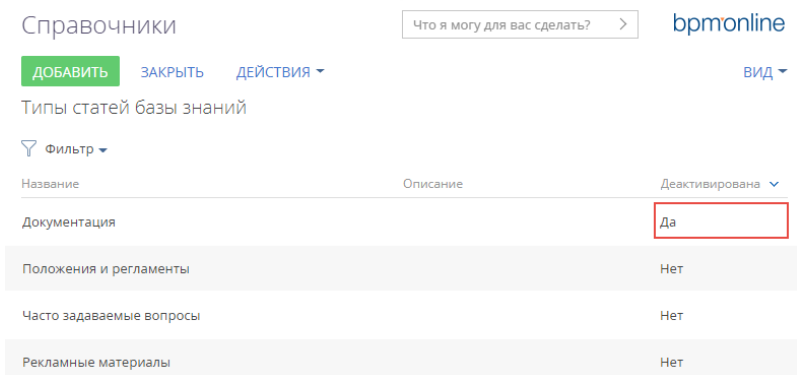 Справочники
Что я могу для вас сделать?
bpm'online
ДОБАВИТЬ ЗАКРЫТЬ ДЕЙСТВИЯ ВИД
Типы статей базы знаний
Фильтр
Название Описание Деактивирована
Документация Да
Положения и регламенты Нет
Часто задаваемые вопросы Нет
Рекламные материалы Нет